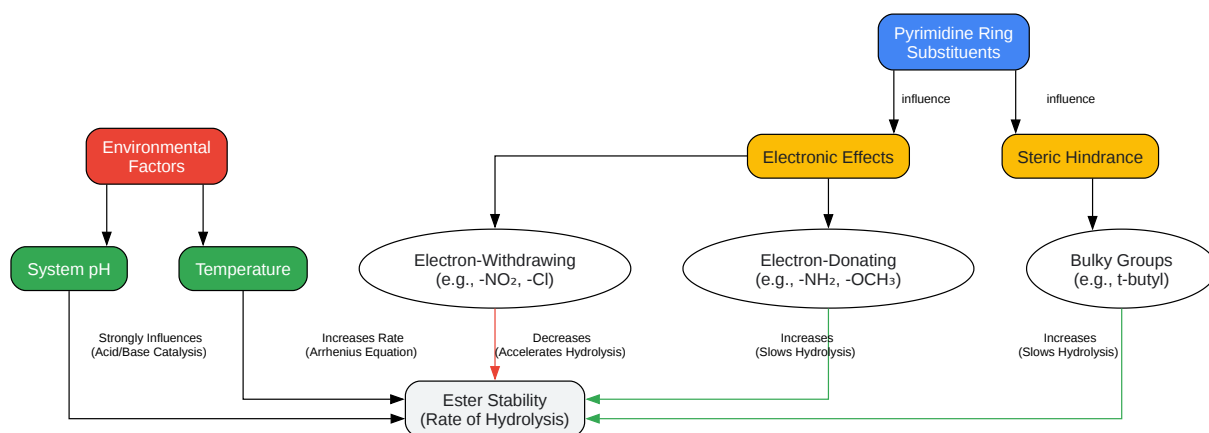 Pyrimidine Ring
Substituents
influence
influence
Environmental
Factors
Electronic Effects
Steric Hindrance
System pH
Temperature
Electron-Withdrawing
(e.g., -NO₂, -Cl)
Electron-Donating
(e.g., -NH₂, -OCH₃)
Bulky Groups
(e.g., t-butyl)
Strongly Influences
(Acid/Base Catalysis)
Increases Rate
(Arrhenius Equation)
Decreases
(Accelerates Hydrolysis)
Increases
(Slows Hydrolysis)
Increases
(Slows Hydrolysis)
Ester Stability
(Rate of Hydrolysis)